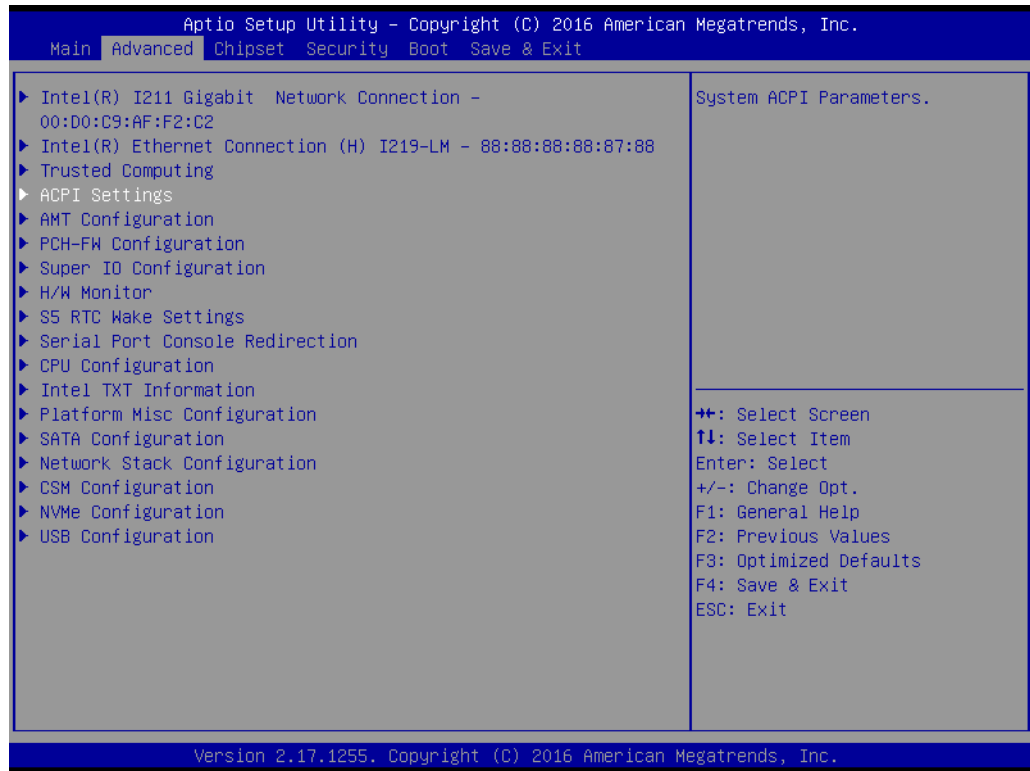 Aptio Setup Utility – Copyright (C) 2016 American Megatrends, Inc.
Main Advanced Chipset Security Boot Save & Exit
▶ Intel(R) I211 Gigabit  Network Connection –
00:D0:C9:AF:F2:C2
▶ Intel(R) Ethernet Connection (H) I219–LM – 88:88:88:88:87:88
▶ Trusted Computing
▶ ACPI Settings
▶ AMT Configuration
▶ PCH–FW Configuration
▶ Super IO Configuration
▶ H/W Monitor
▶ S5 RTC Wake Settings
▶ Serial Port Console Redirection
▶ CPU Configuration
▶ Intel TXT Information
▶ Platform Misc Configuration
▶ SATA Configuration
▶ Network Stack Configuration
▶ CSM Configuration
▶ NVMe Configuration
▶ USB Configuration
System ACPI Parameters.
→←: Select Screen
↑↓: Select Item
Enter: Select
+/–: Change Opt.
F1: General Help
F2: Previous Values
F3: Optimized Defaults
F4: Save & Exit
ESC: Exit
Version 2.17.1255. Copyright (C) 2016 American Megatrends, Inc.